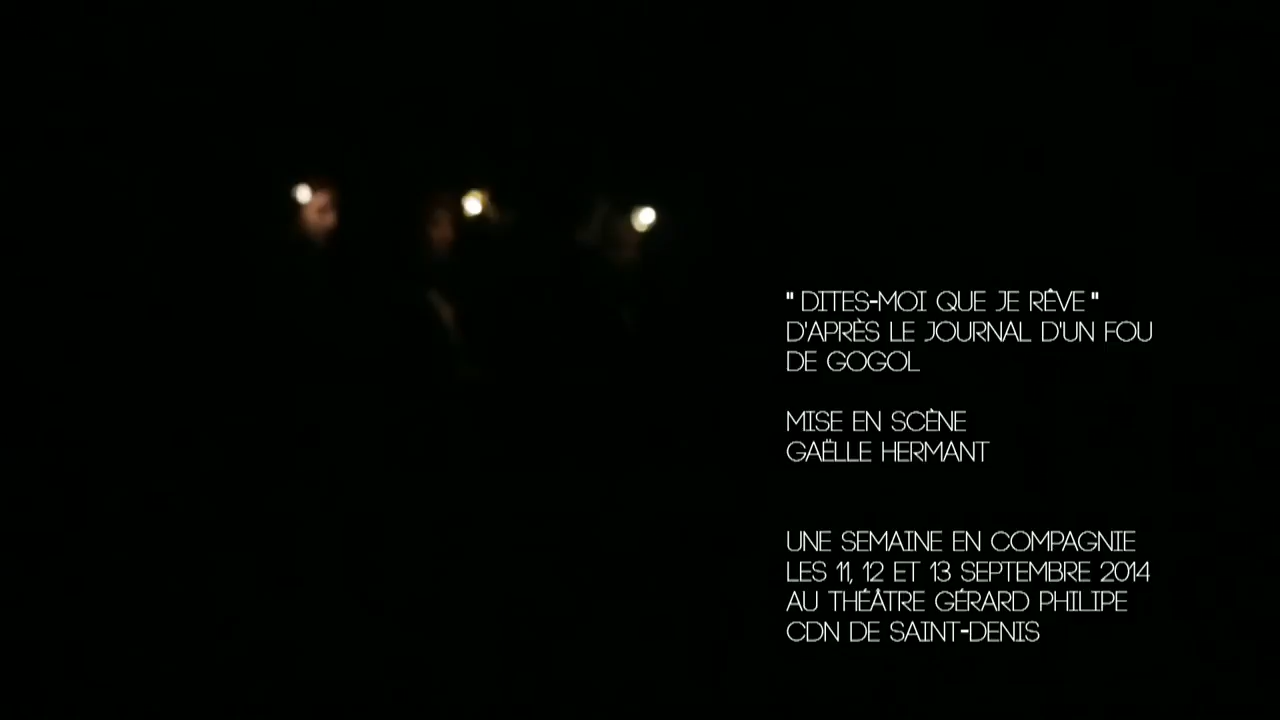 " DITES-MOI QUE JE RÊVE "
D'APRÈS LE JOURNAL D'UN FOU
DE GOGOL
MISE EN SCÈNE
GAËLLE HERMANT
UNE SEMAINE EN COMPAGNIE
LES 11, 12 ET 13 SEPTEMBRE 2014
AU THÉÂTRE GÉRARD PHILIPE
CDN DE SAINT-DENIS